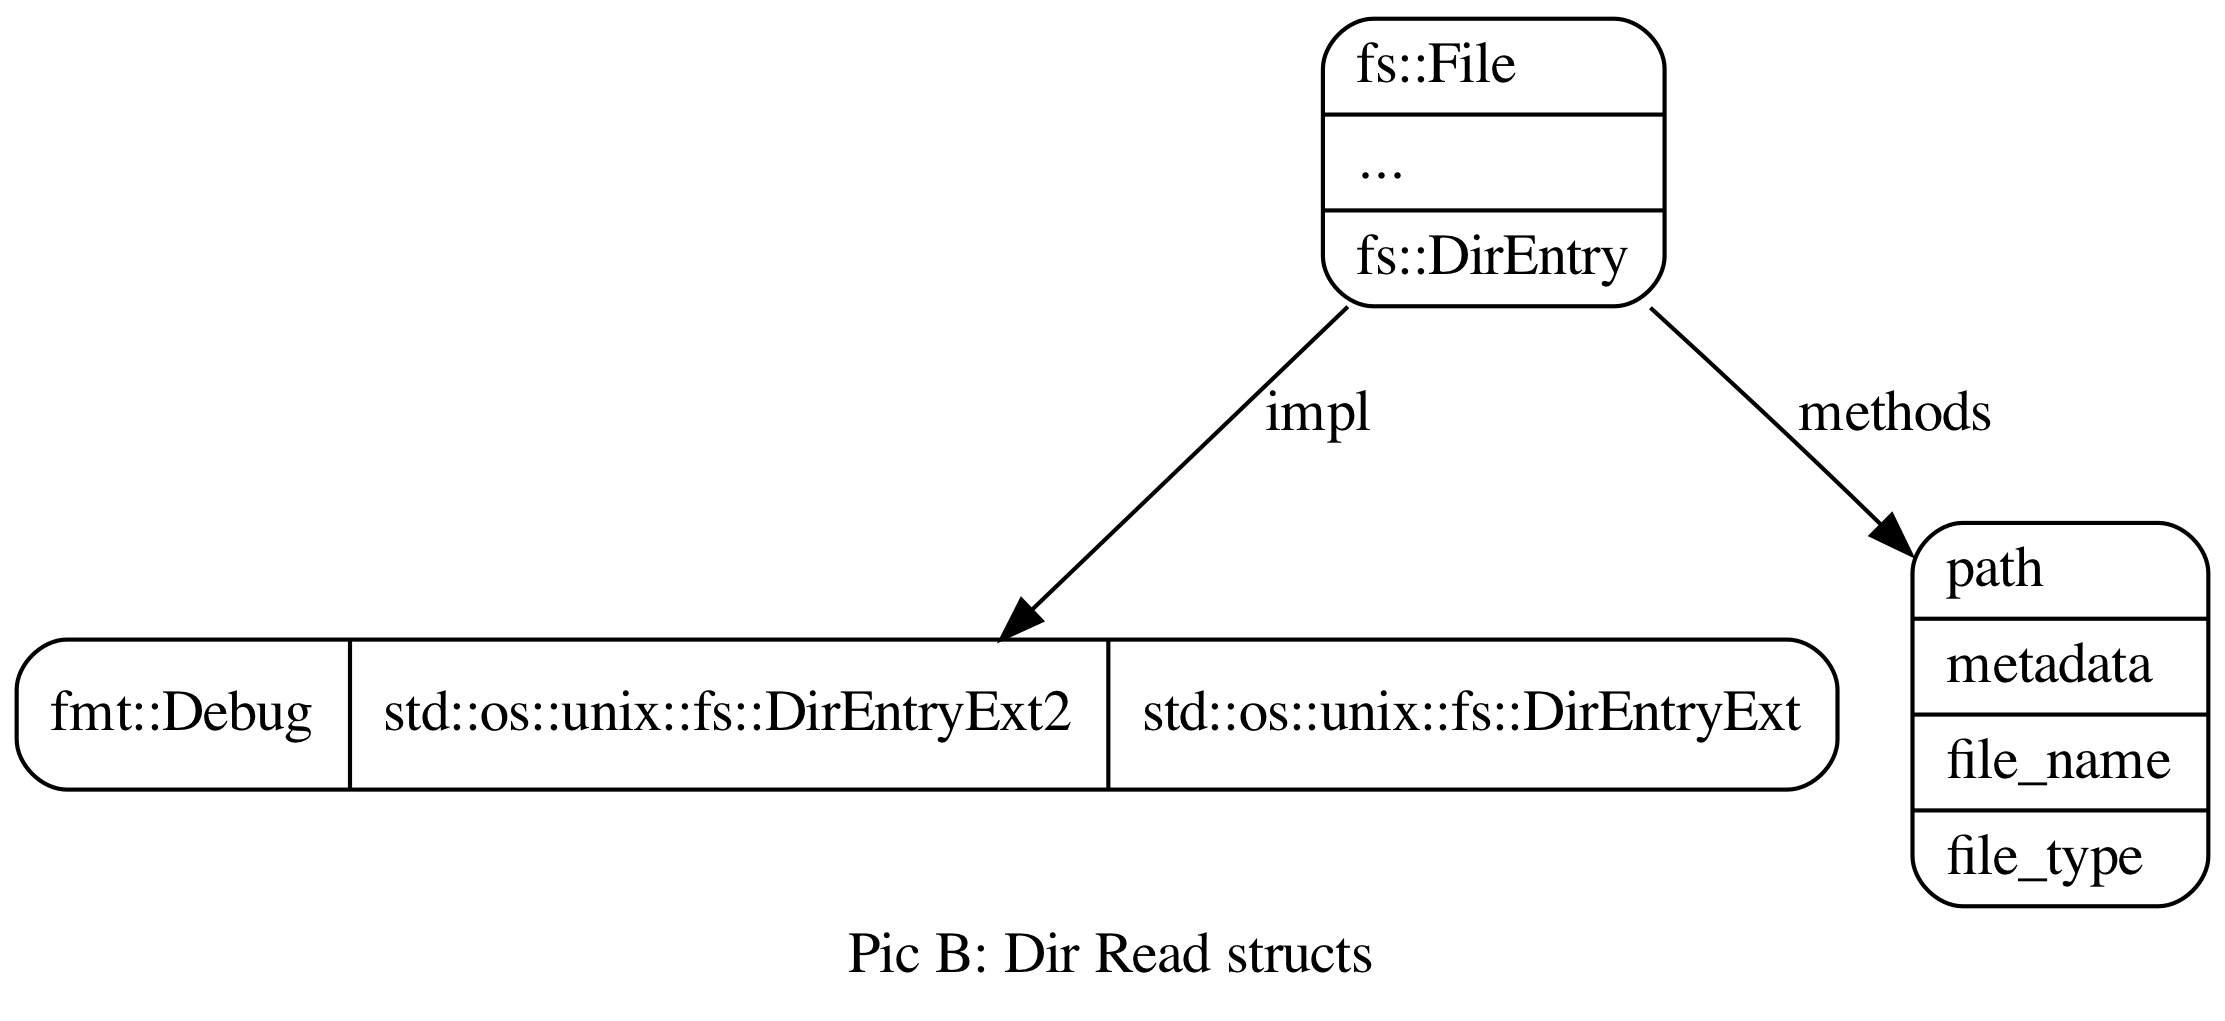 fs::File
...
fs::DirEntry
impl
methods
path
metadata
file_name
file_type
fmt::Debug
std::os::unix::fs::DirEntryExt2
std::os::unix::fs::DirEntryExt
Pic B: Dir Read structs